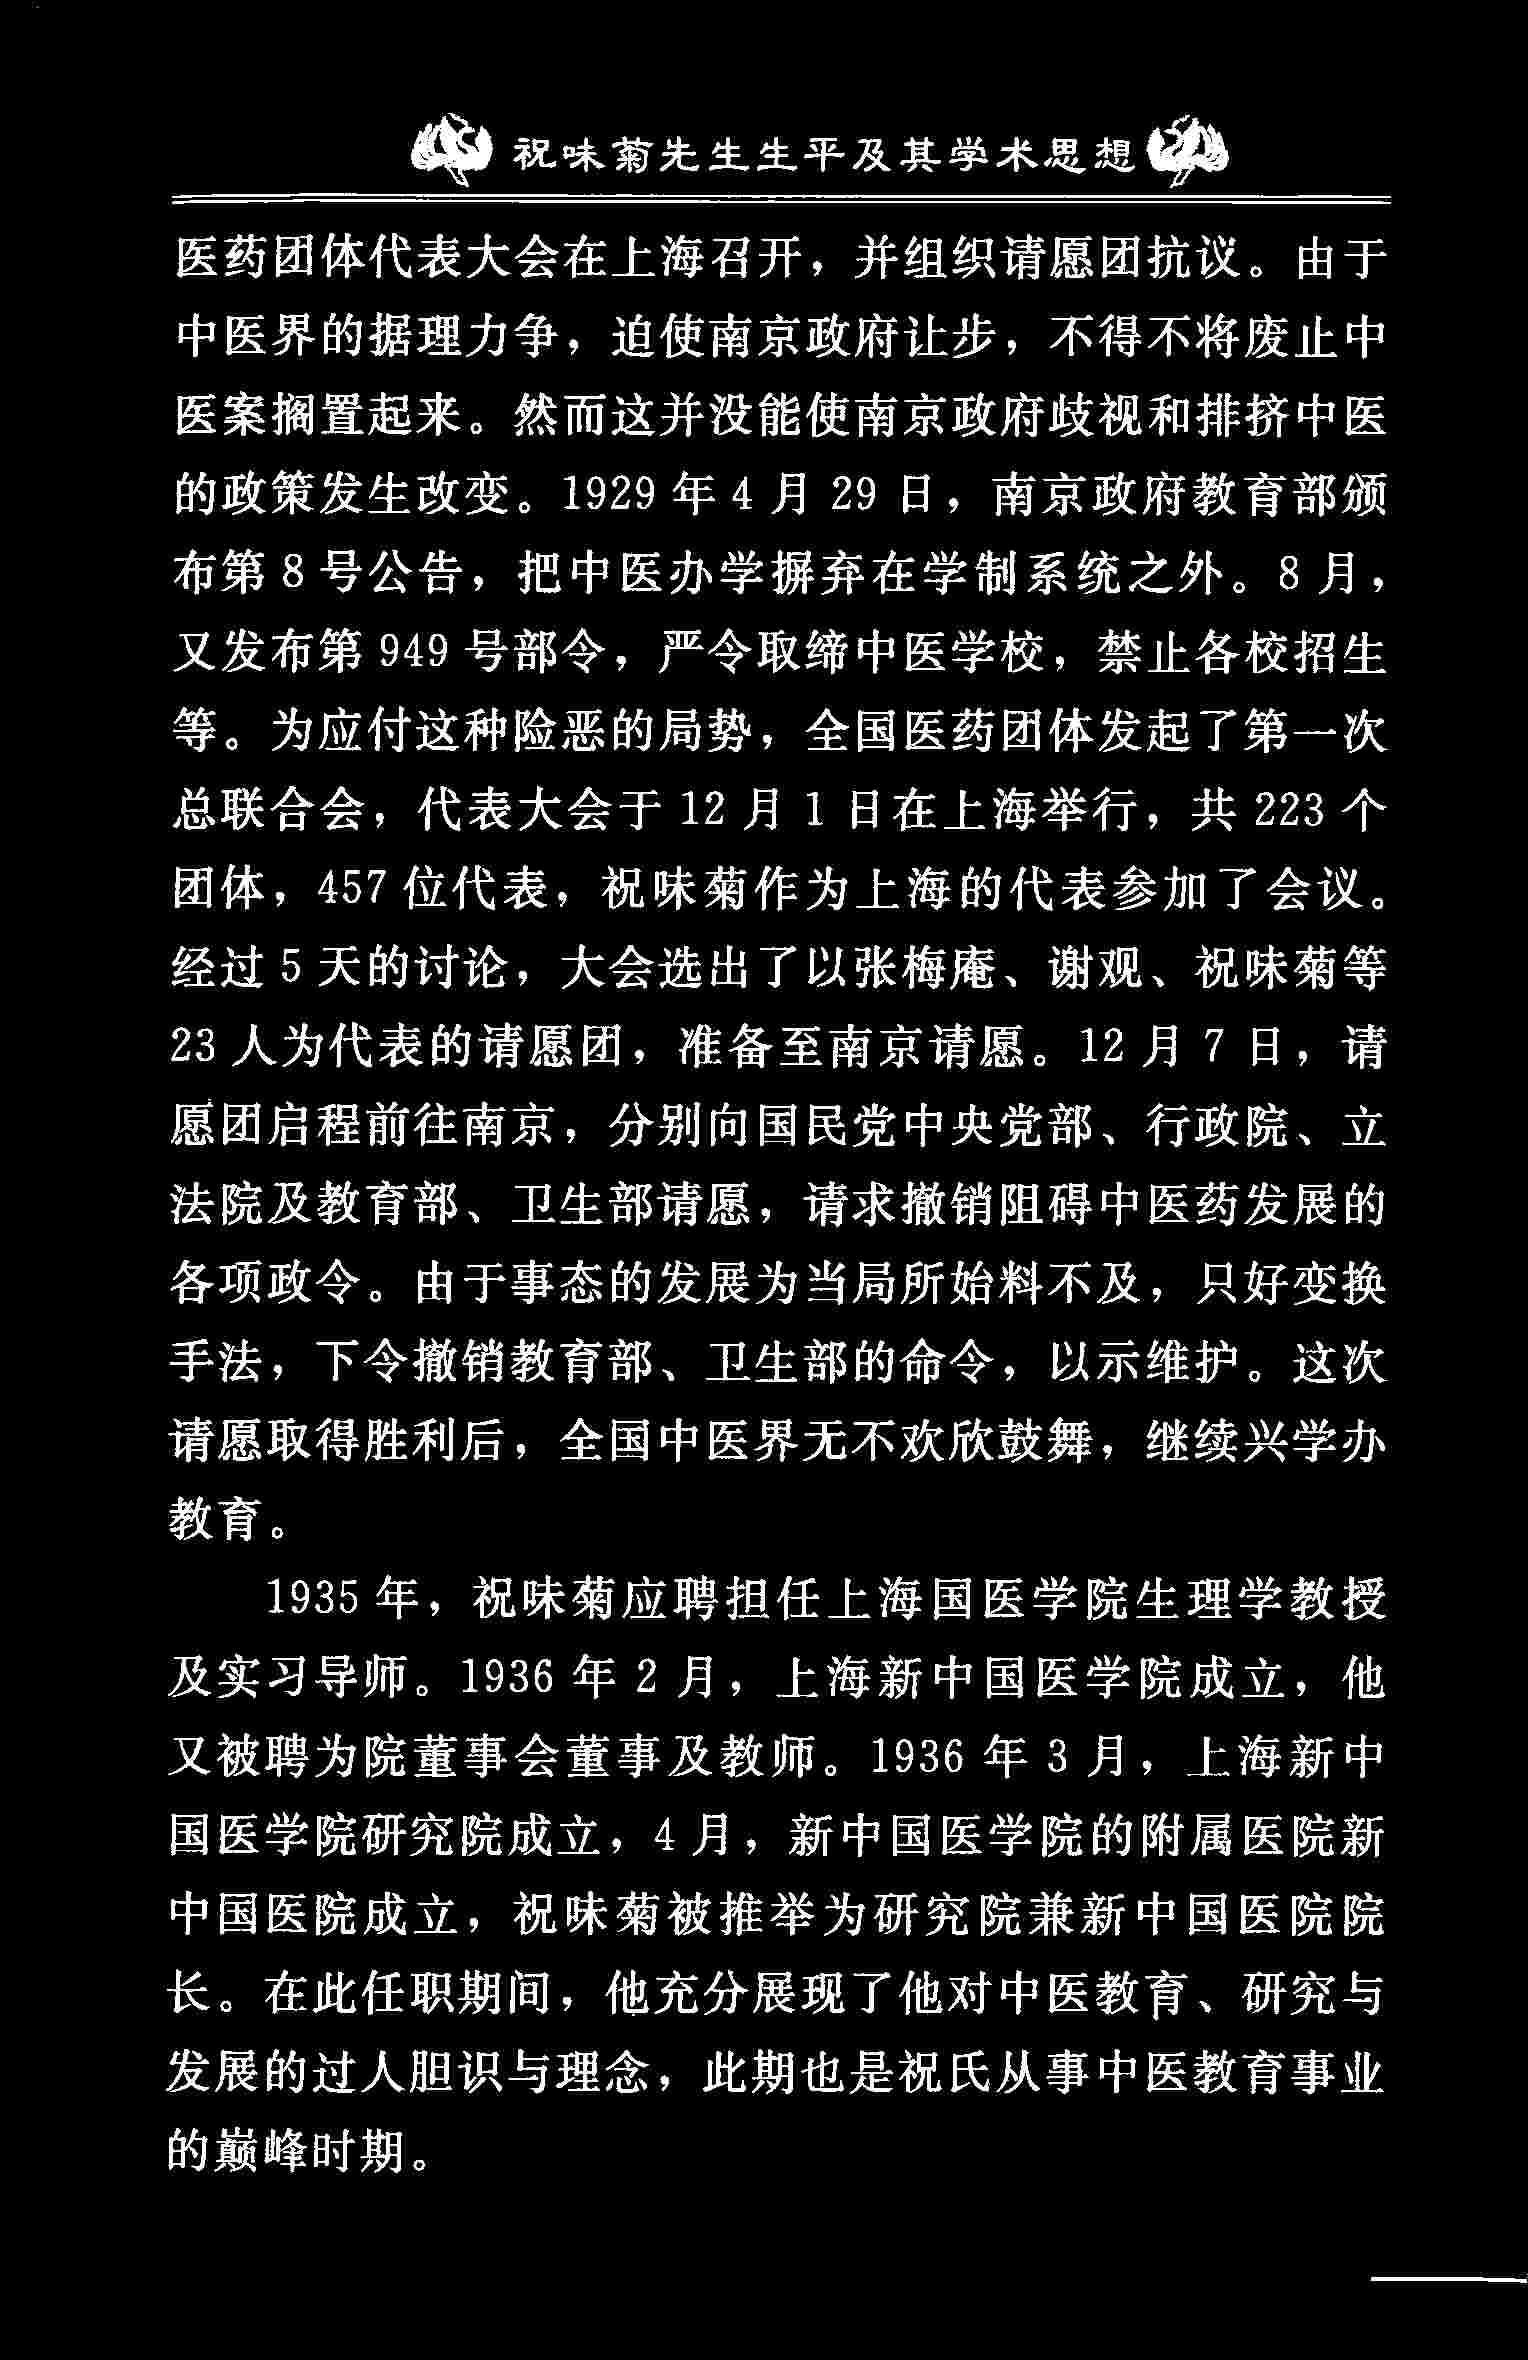 祝味菊先生生平及其学术思想
医药团体代表大会在上海召开，并组织请愿团抗议。由于
中医界的据理力争，迫使南京政府让步，不得不将废止中
医案搁置起来。然而这并没能使南京政府歧视和排挤中医
的政策发生改变。1929 年 4 月 29 日，南京政府教育部颁
布第 8 号公告，把中医办学摒弃在学制系统之外。8 月，
又发布第 949 号部令，严令取缔中医学校，禁止各校招生
等。为应付这种险恶的局势，全国医药团体发起了第一次
总联合会，代表大会于 12 月 1 日在上海举行，共 223 个
团体，457 位代表，祝味菊作为上海的代表参加了会议。
经过 5 天的讨论，大会选出了以张梅庵、谢观、祝味菊等
23 人为代表的请愿团，准备至南京请愿。12 月 7 日，请
愿团启程前往南京，分别向国民党中央党部、行政院、立
法院及教育部、卫生部请愿，请求撤销阻碍中医药发展的
各项政令。由于事态的发展为当局所始料不及，只好变换
手法，下令撤销教育部、卫生部的命令，以示维护。这次
请愿取得胜利后，全国中医界无不欢欣鼓舞，继续兴学办
教育。
1935 年，祝味菊应聘担任上海国医学院生理学教授
及实习导师。1936 年 2 月，上海新中国医学院成立，他
又被聘为院董事会董事及教师。1936 年 3 月，上海新中
国医学院研究院成立，4 月，新中国医学院的附属医院新
中国医院成立，祝味菊被推举为研究院兼新中国医院院
长。在此任职期间，他充分展现了他对中医教育、研究与
发展的过人胆识与理念，此期也是祝氏从事中医教育事业
的巅峰时期。